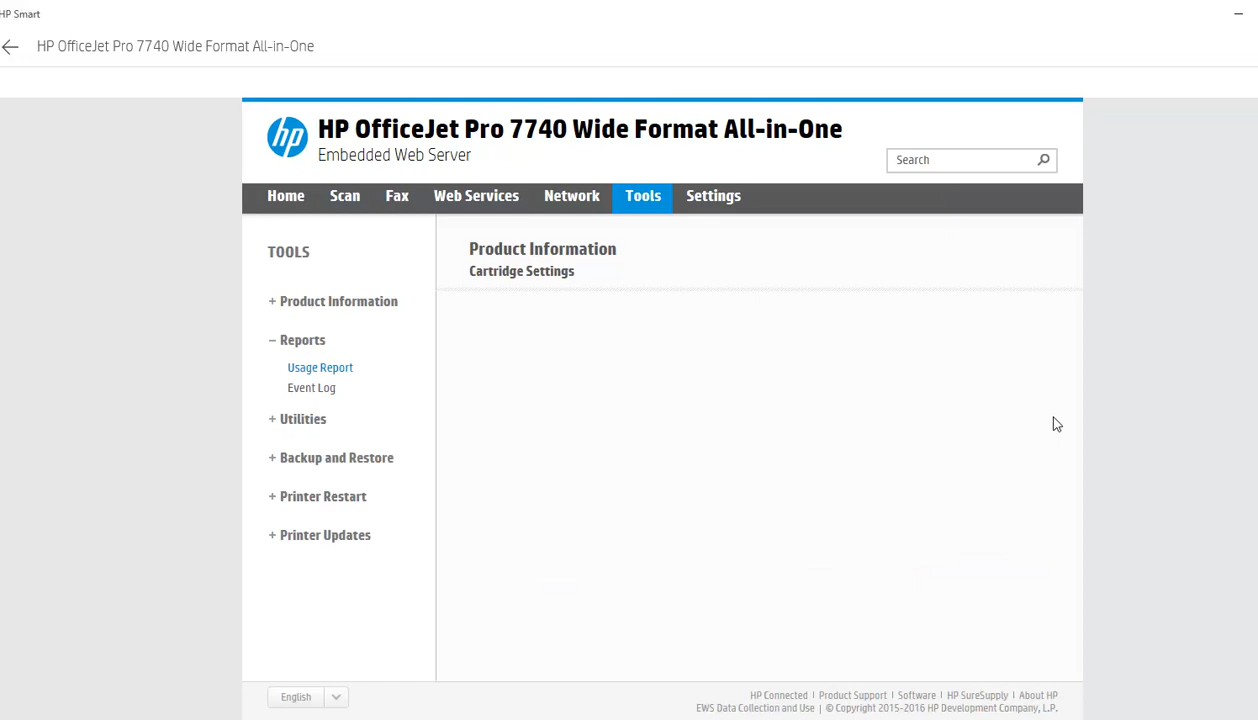 HP Smart
HP OfficeJet Pro 7740 Wide Format All-in-One
hp
HP OfficeJet Pro 7740 Wide Format All-in-One
Embedded Web Server
Search
Home Scan Fax Web Services Network Tools Settings
TOOLS
+ Product Information
– Reports
Usage Report
Event Log
+ Utilities
+ Backup and Restore
+ Printer Restart
+ Printer Updates
Product Information
Cartridge Settings
English
HP Connected | Product Support | Software | HP SureSupply | About HP
EWS Data Collection and Use | © Copyright 2015-2016 HP Development Company, L.P.